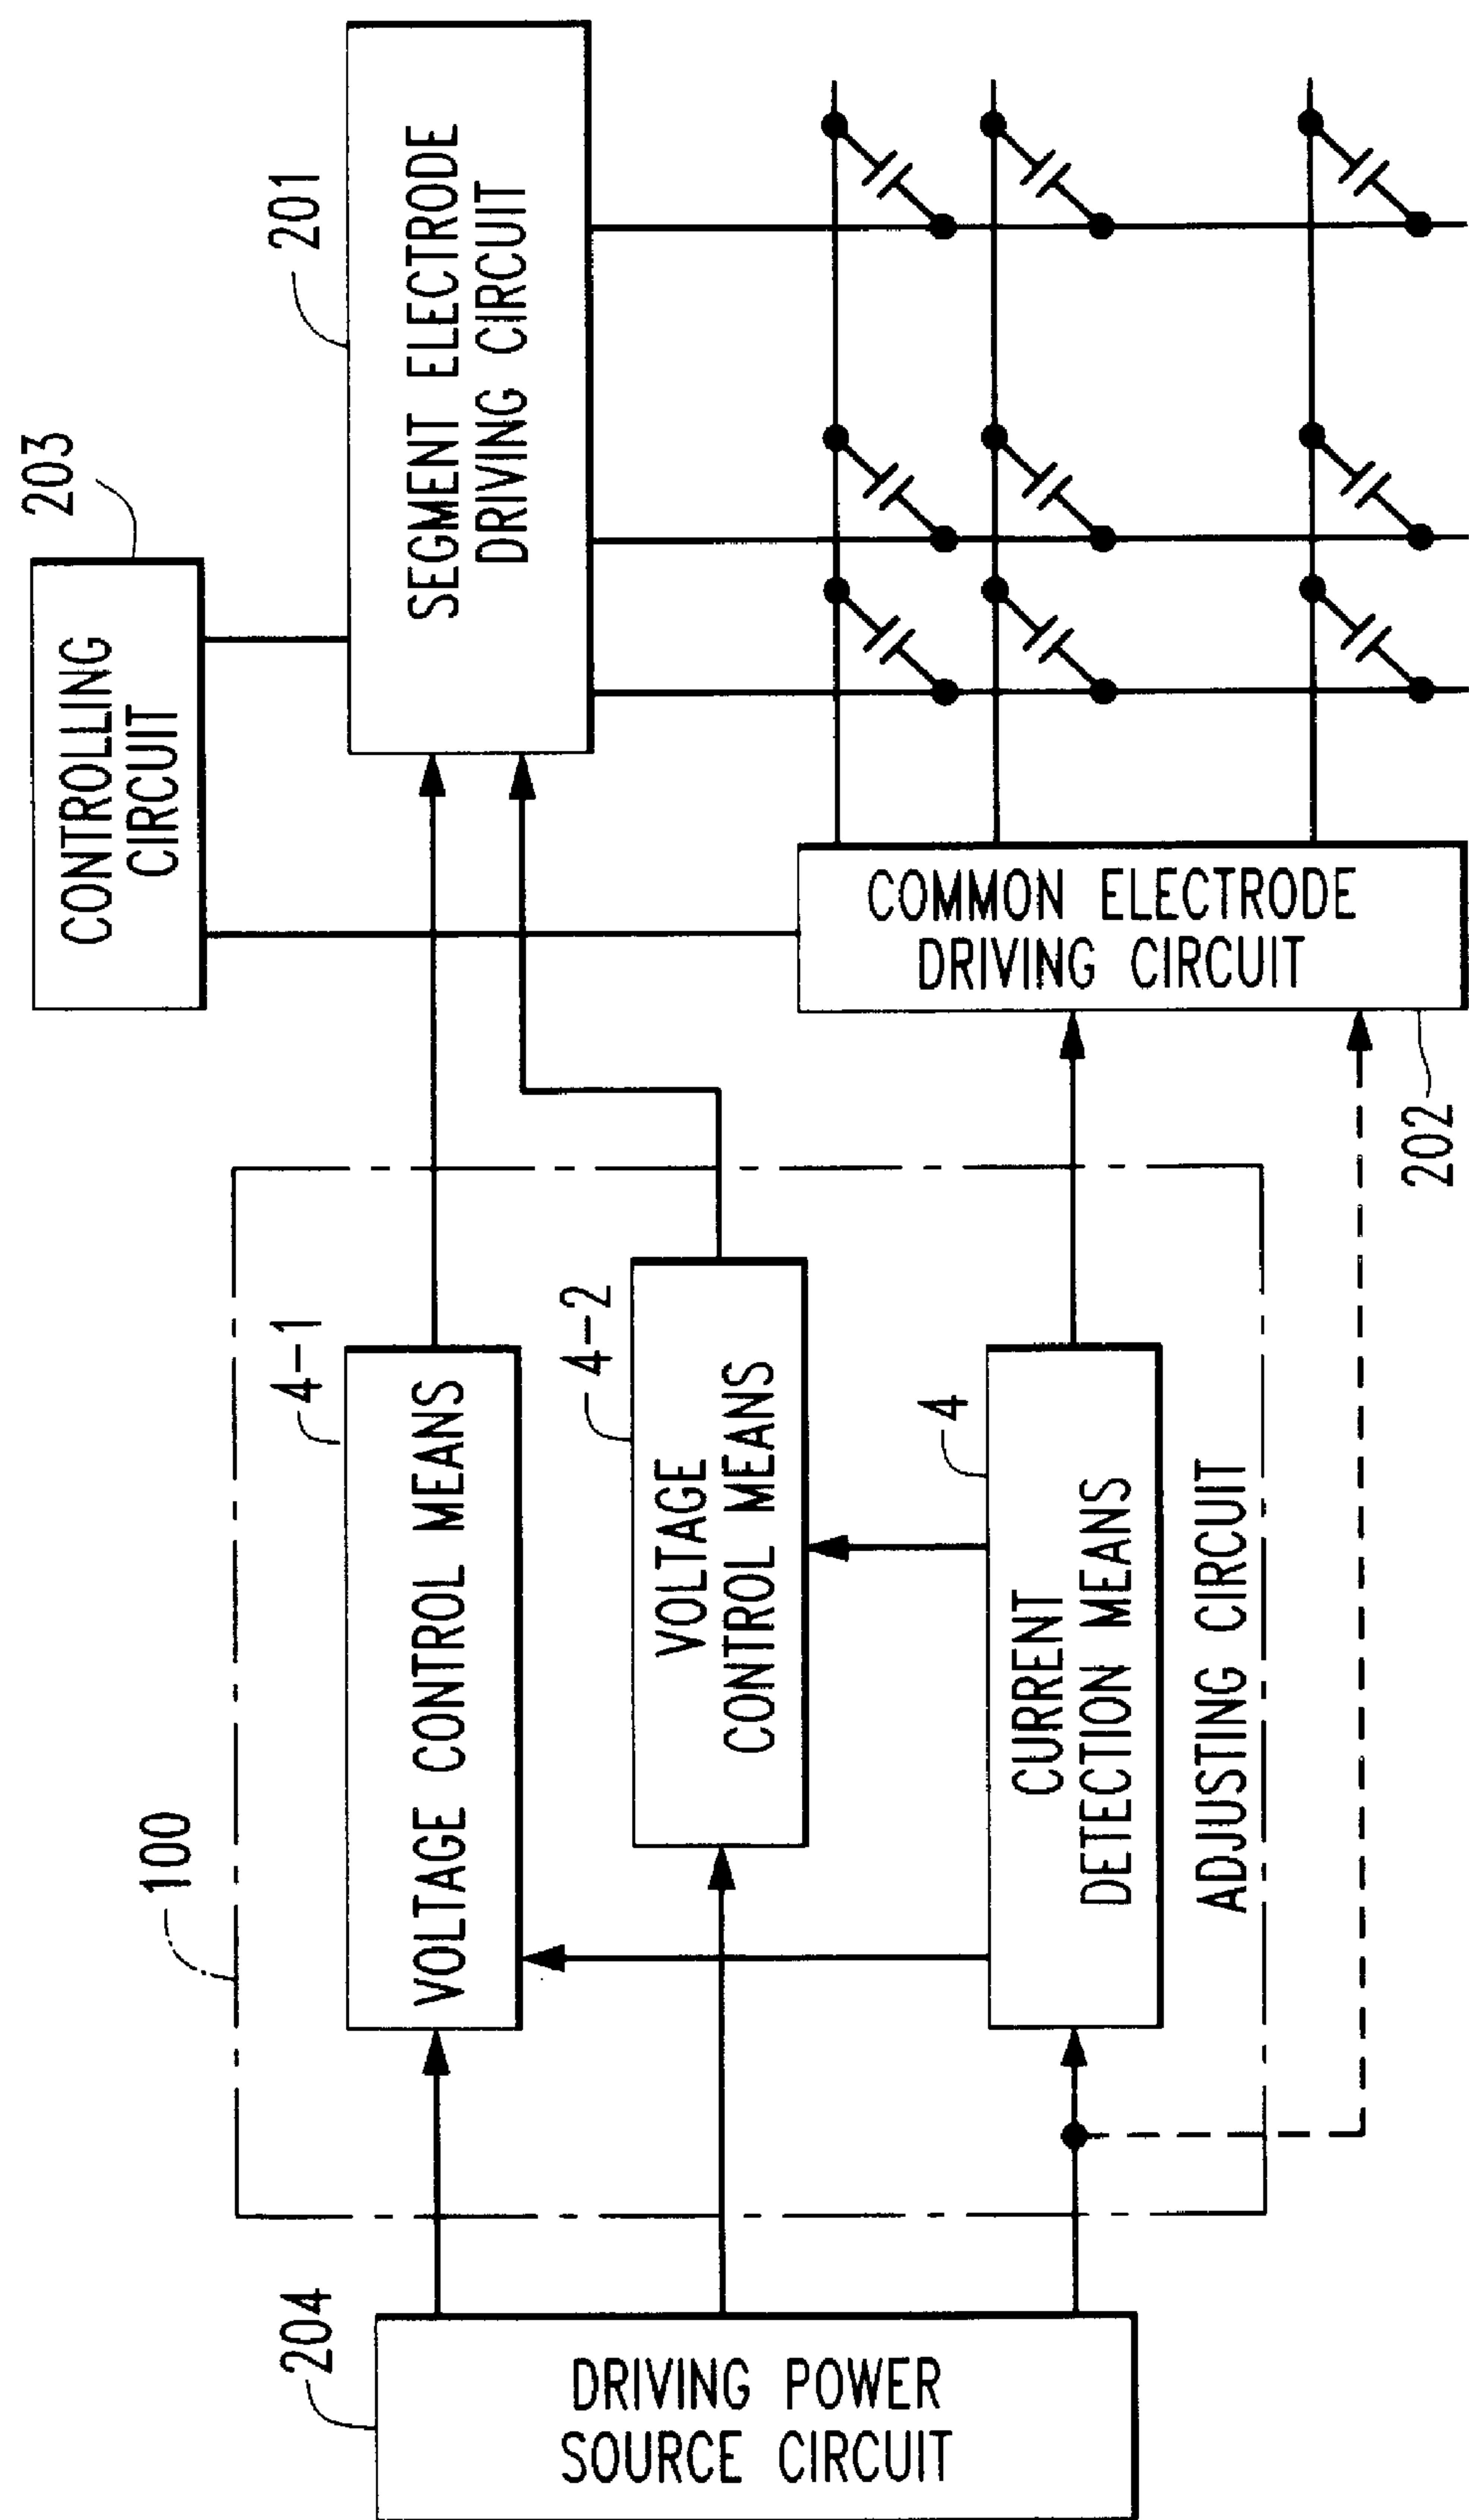 203
CONTROLLING
CIRCUIT
201
SEGMENT ELECTRODE
DRIVING CIRCUIT
100
4-1
VOLTAGE CONTROL MEANS
4-2
VOLTAGE
CONTROL MEANS
4
CURRENT
DETECTION MEANS
ADJUSTING CIRCUIT
204
DRIVING POWER
SOURCE CIRCUIT
COMMON ELECTRODE
DRIVING CIRCUIT
202